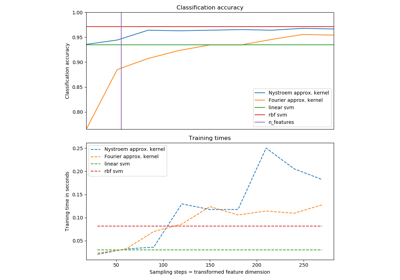 Classification accuracy
1.00
0.95
0.90
0.85
0.80
Classification accuracy
Nystroem approx. kernel
Fourier approx. kernel
linear svm
rbf svm
n_features
Training times
0.25
0.20
0.15
0.10
0.05
Training time in seconds
Nystroem approx. kernel
Fourier approx. kernel
linear svm
rbf svm
50
100
150
200
250
Sampling steps = transformed feature dimension